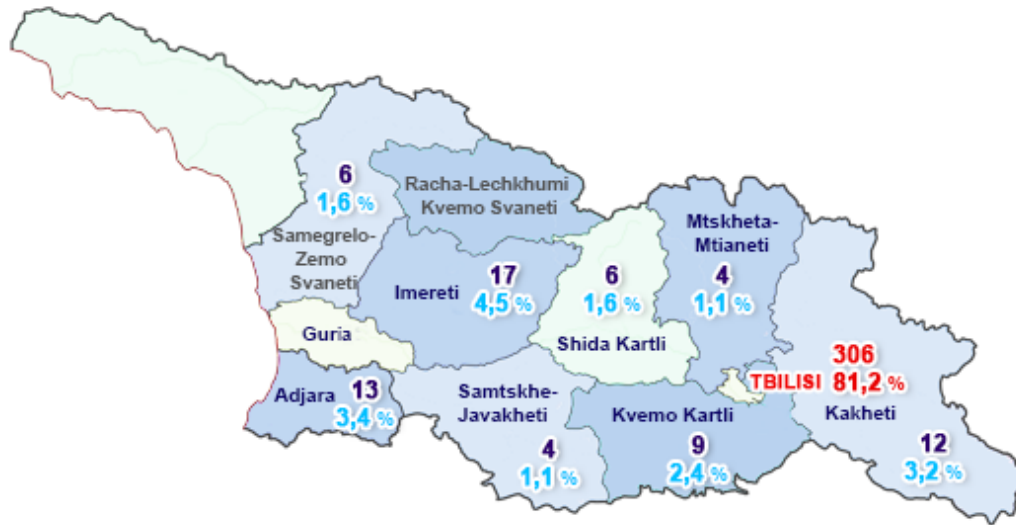 6
1,6 %
Samegrelo-
Zemo
Svaneti
Racha-Lechkhumi
Kvemo Svaneti
Mtskheta-
Mtianeti
4
1,1 %
Imereti
17
4,5 %
6
1,6 %
Shida Kartli
Guria
306
TBILISI 81,2 %
Kakheti
12
3,2 %
Adjara 13
3,4 %
Samtskhe-
Javakheti
4
1,1 %
Kvemo Kartli
9
2,4 %